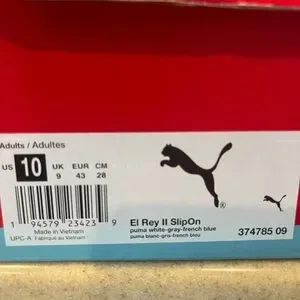 Adults / Adultes
US 10 UK 9 EUR 43 CM 28
1 94579 23423 9
Made in Vietnam
UPC-A Fabriqué au Vietnam
®
El Rey II SlipOn
puma white-gray-french blue
puma blanc-gris-french bleu
374785 09